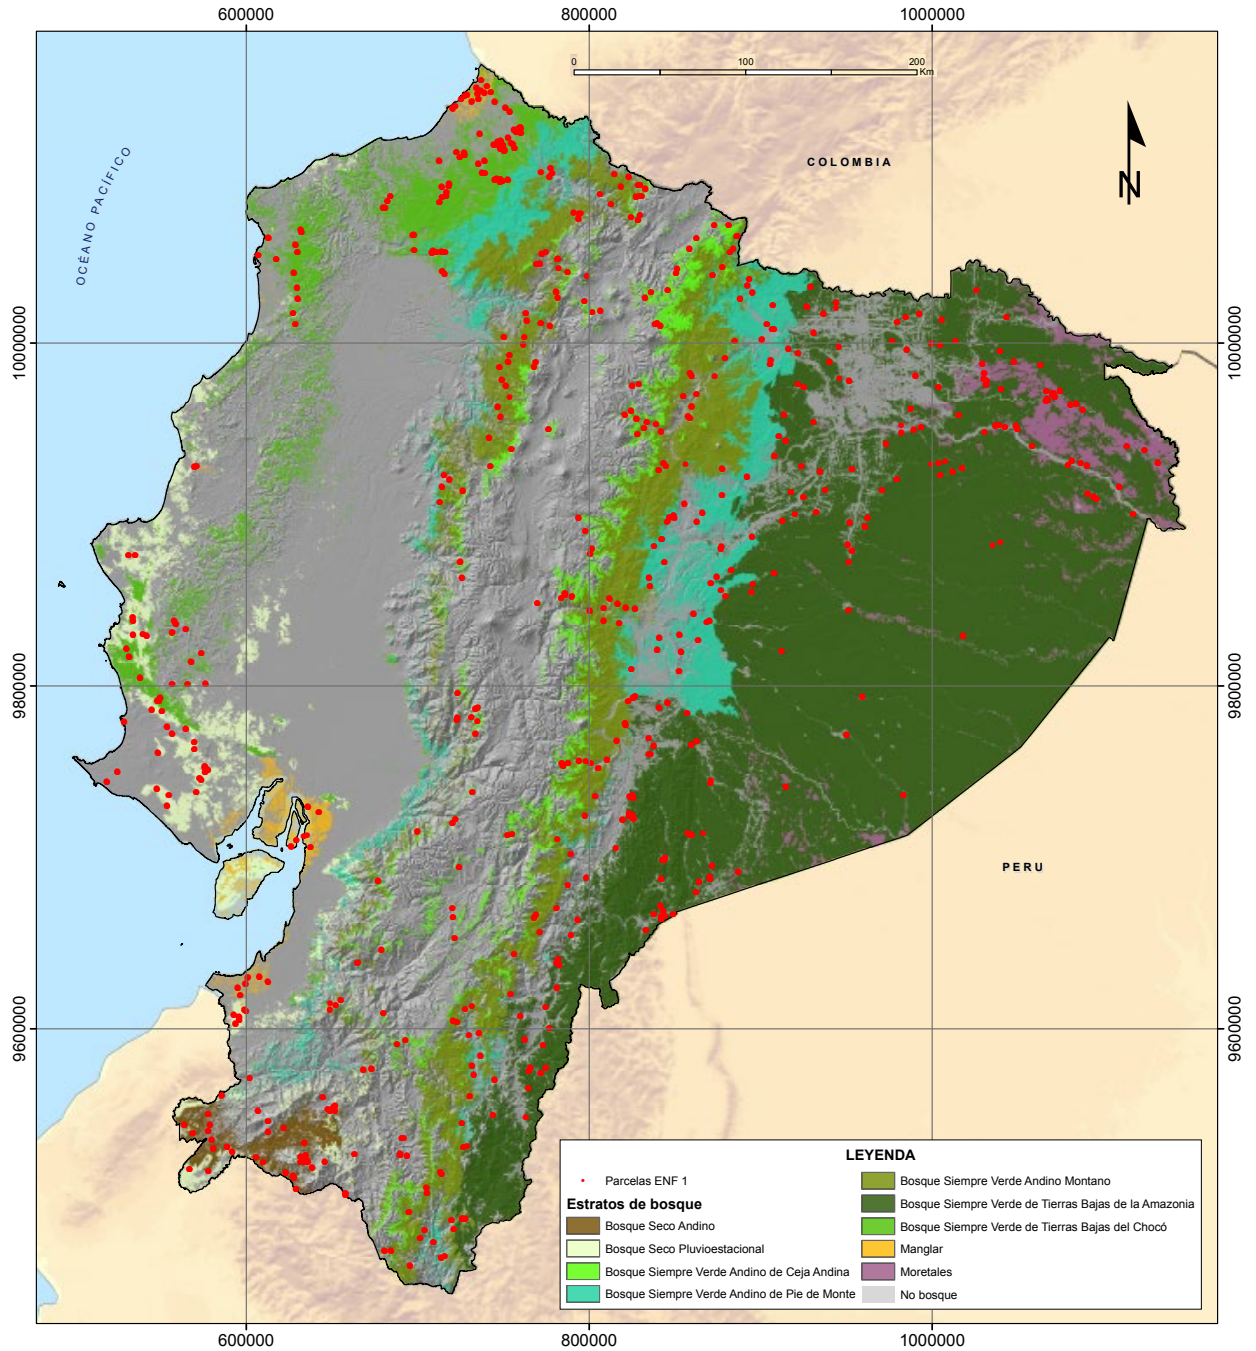 600000
800000
1000000
0
100
200
Km
COLOMBIA
N
OCÉANO PACÍFICO
10000000
10000000
9800000
9800000
PERU
9600000
9600000
LEYENDA
Parcelas ENF 1
Estratos de bosque
Bosque Seco Andino
Bosque Seco Pluvioestacional
Bosque Siempre Verde Andino de Ceja Andina
Bosque Siempre Verde Andino de Pie de Monte
Bosque Siempre Verde Andino Montano
Bosque Siempre Verde de Tierras Bajas de la Amazonia
Bosque Siempre Verde de Tierras Bajas del Chocó
Manglar
Moretales
No bosque
600000
800000
1000000